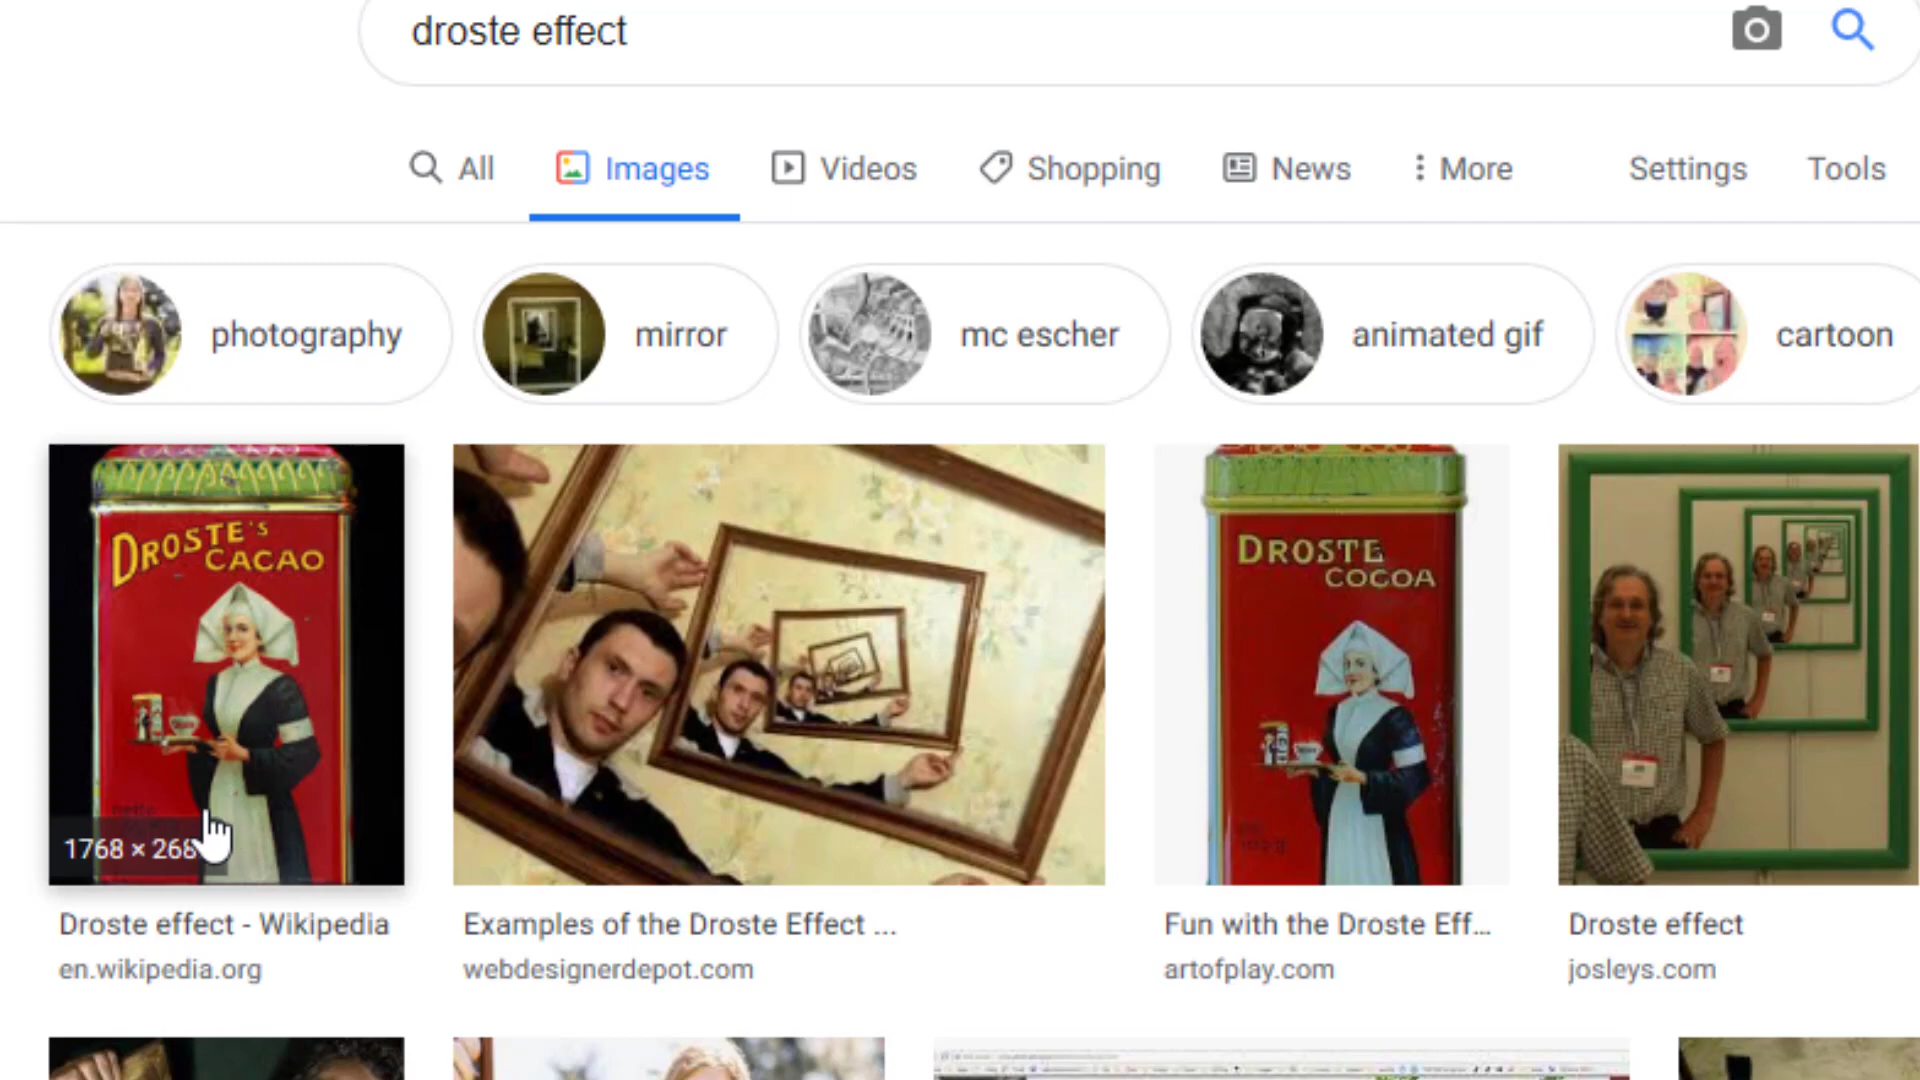 droste effect
All Images Videos Shopping News More Settings Tools
photography mirror mc escher animated gif cartoon
DROSTE'S
CACAO
DROSTE
COCOA
1768 × 268
Droste effect - Wikipedia
en.wikipedia.org
Examples of the Droste Effect ...
webdesignerdepot.com
Fun with the Droste Eff...
artofplay.com
Droste effect
josleys.com